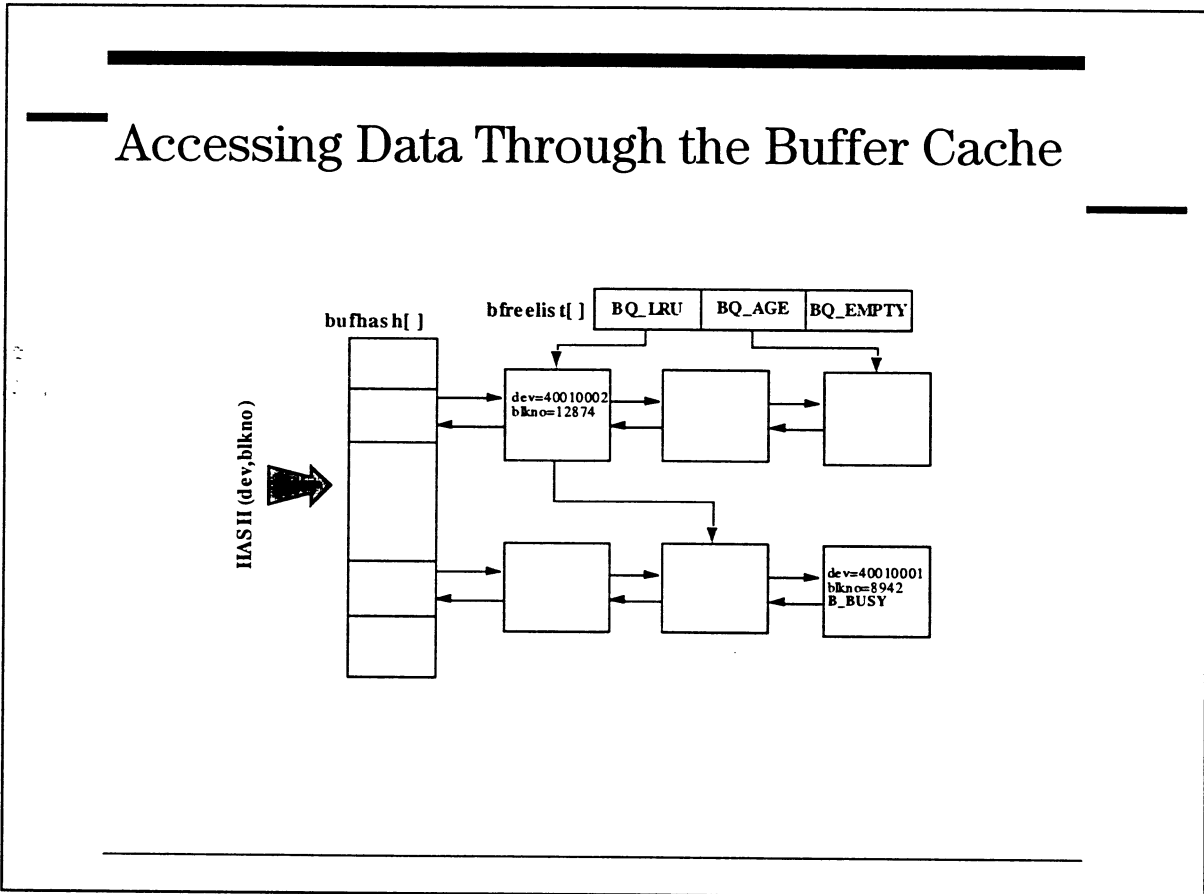 Accessing Data Through the Buffer Cache
bfreelist[ ]
BQ_LRU
BQ_AGE
BQ_EMPTY
bufhash[ ]
dev=40010002
blkno=12874
HASH (dev,blkno)
dev=40010001
blkno=8942
B_BUSY